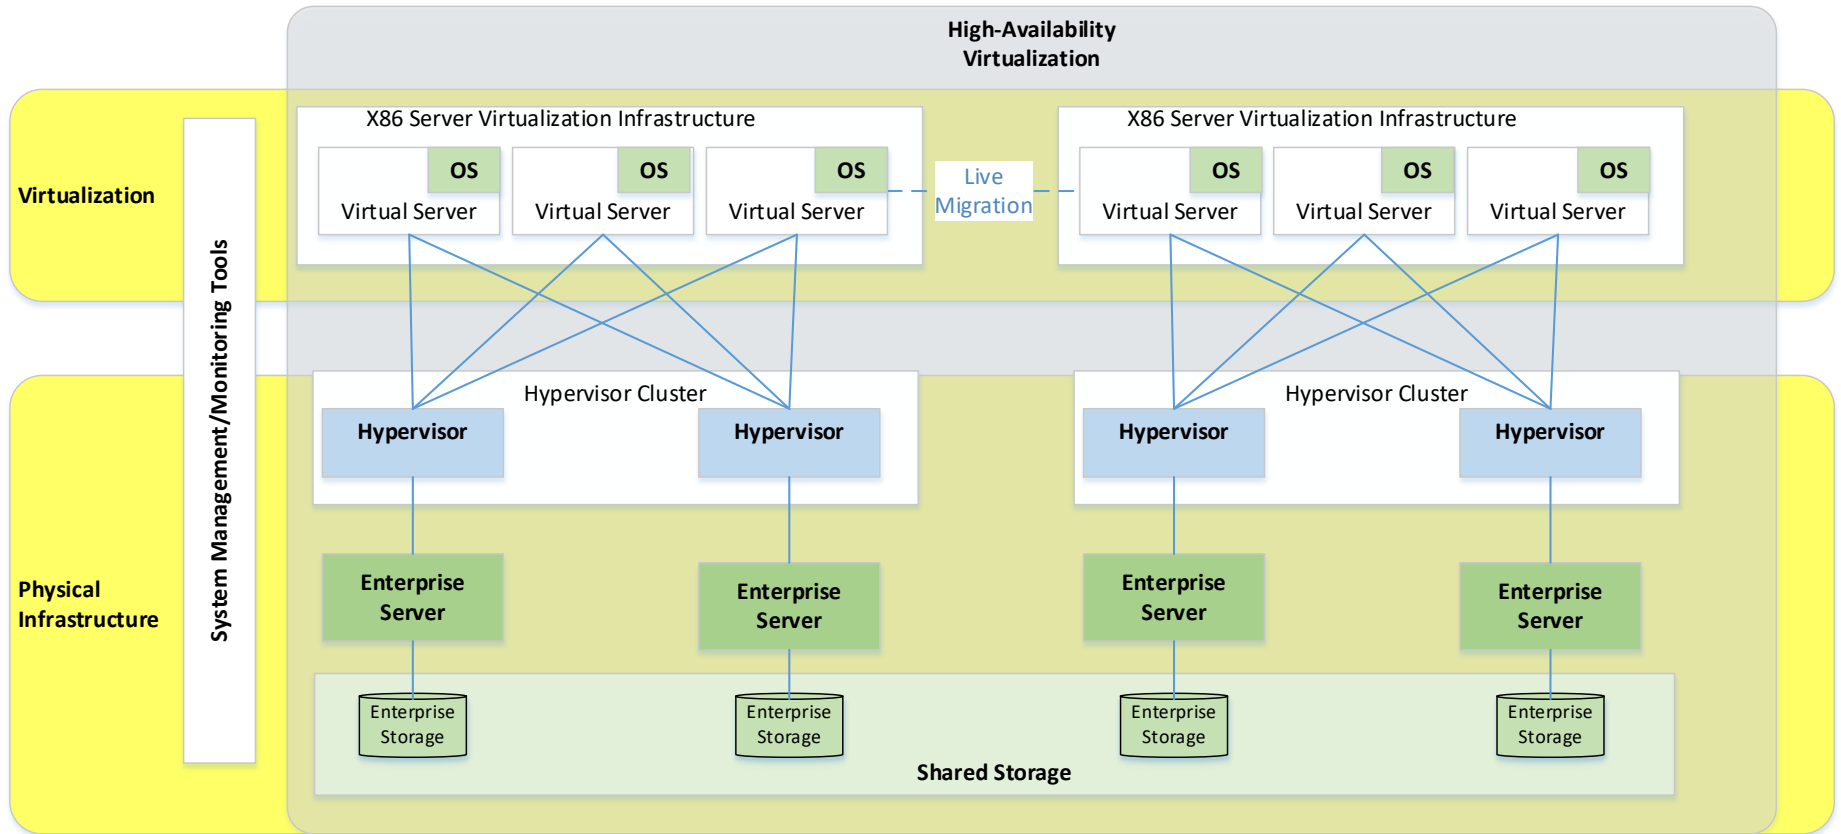 High-Availability
Virtualization
X86 Server Virtualization Infrastructure
X86 Server Virtualization Infrastructure
OS
OS
OS
OS
OS
OS
Virtualization
Live
Migration
Virtual Server
Virtual Server
Virtual Server
Virtual Server
Virtual Server
Virtual Server
System Management/Monitoring Tools
Hypervisor Cluster
Hypervisor Cluster
Hypervisor
Hypervisor
Hypervisor
Hypervisor
Physical
Infrastructure
Enterprise
Server
Enterprise
Server
Enterprise
Server
Enterprise
Server
Enterprise
Storage
Enterprise
Storage
Enterprise
Storage
Enterprise
Storage
Shared Storage